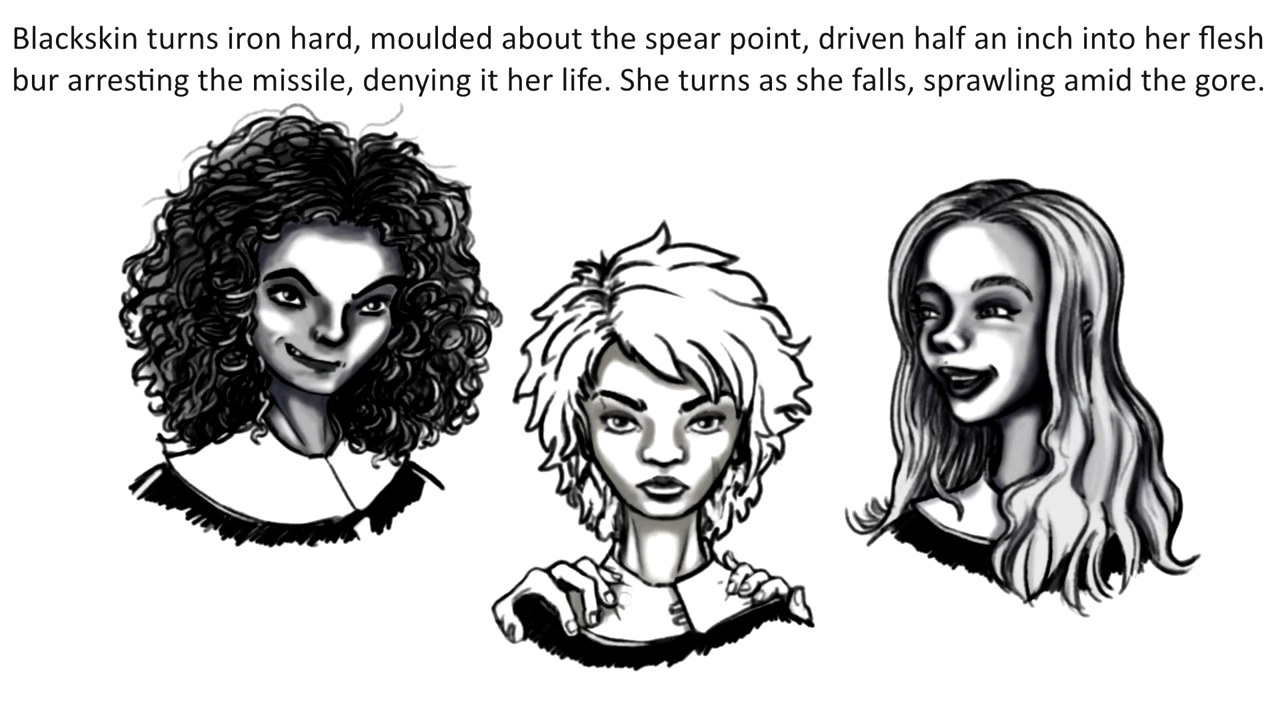 Blackskin turns iron hard, moulded about the spear point, driven half an inch into her flesh
bur arresting the missile, denying it her life. She turns as she falls, sprawling amid the gore.